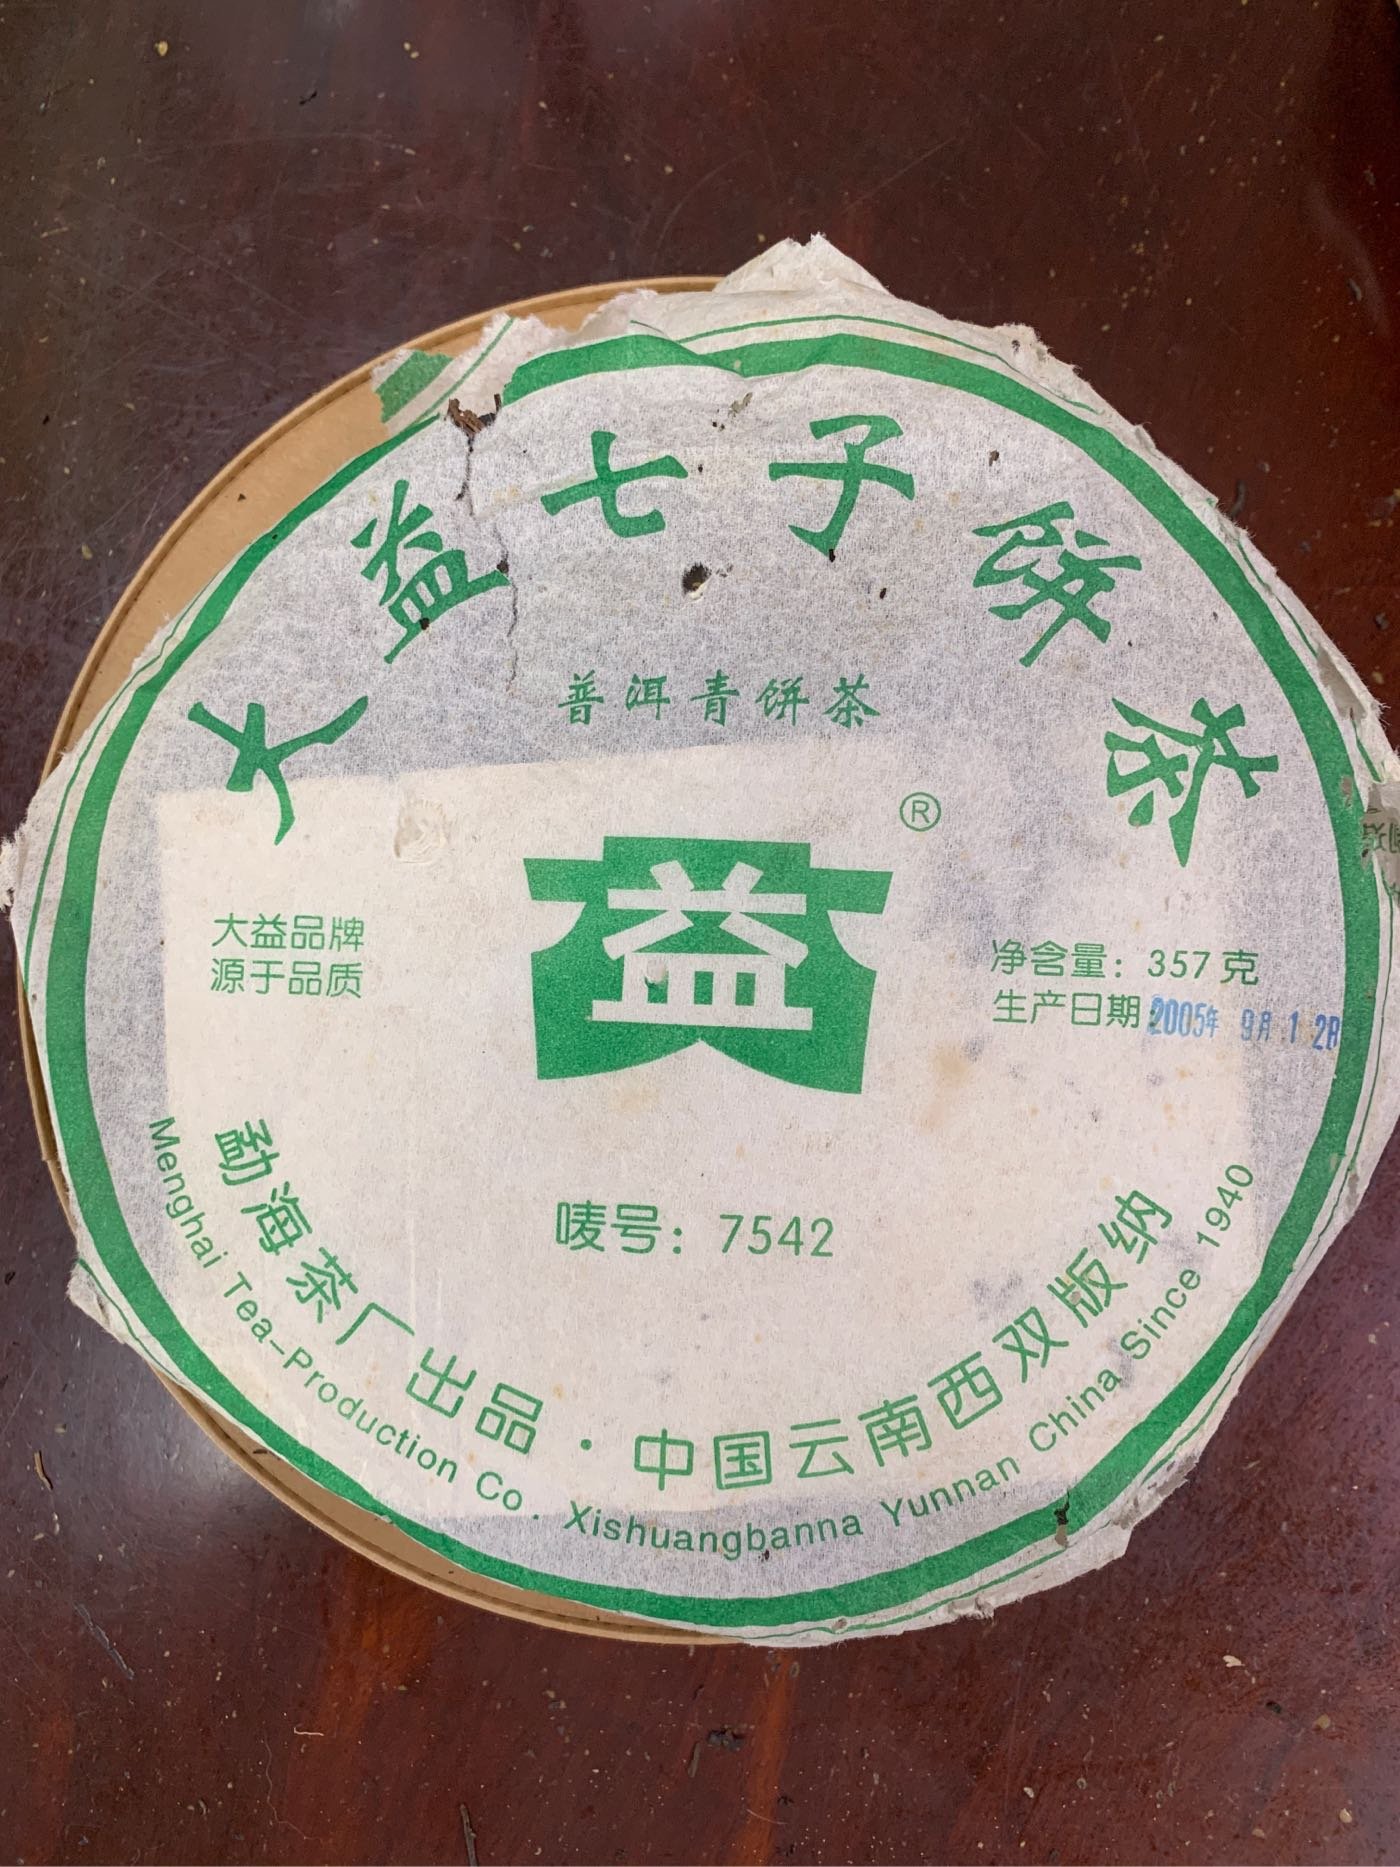 大益七子饼茶
普洱青饼茶
®
益
大益品牌
源于品质
净含量：357克
生产日期：2005年 9月12日
唛号：7542
勐海茶厂出品·中国云南西双版纳
Menghai Tea-Production Co. Xishuangbanna Yunnan China Since 1940